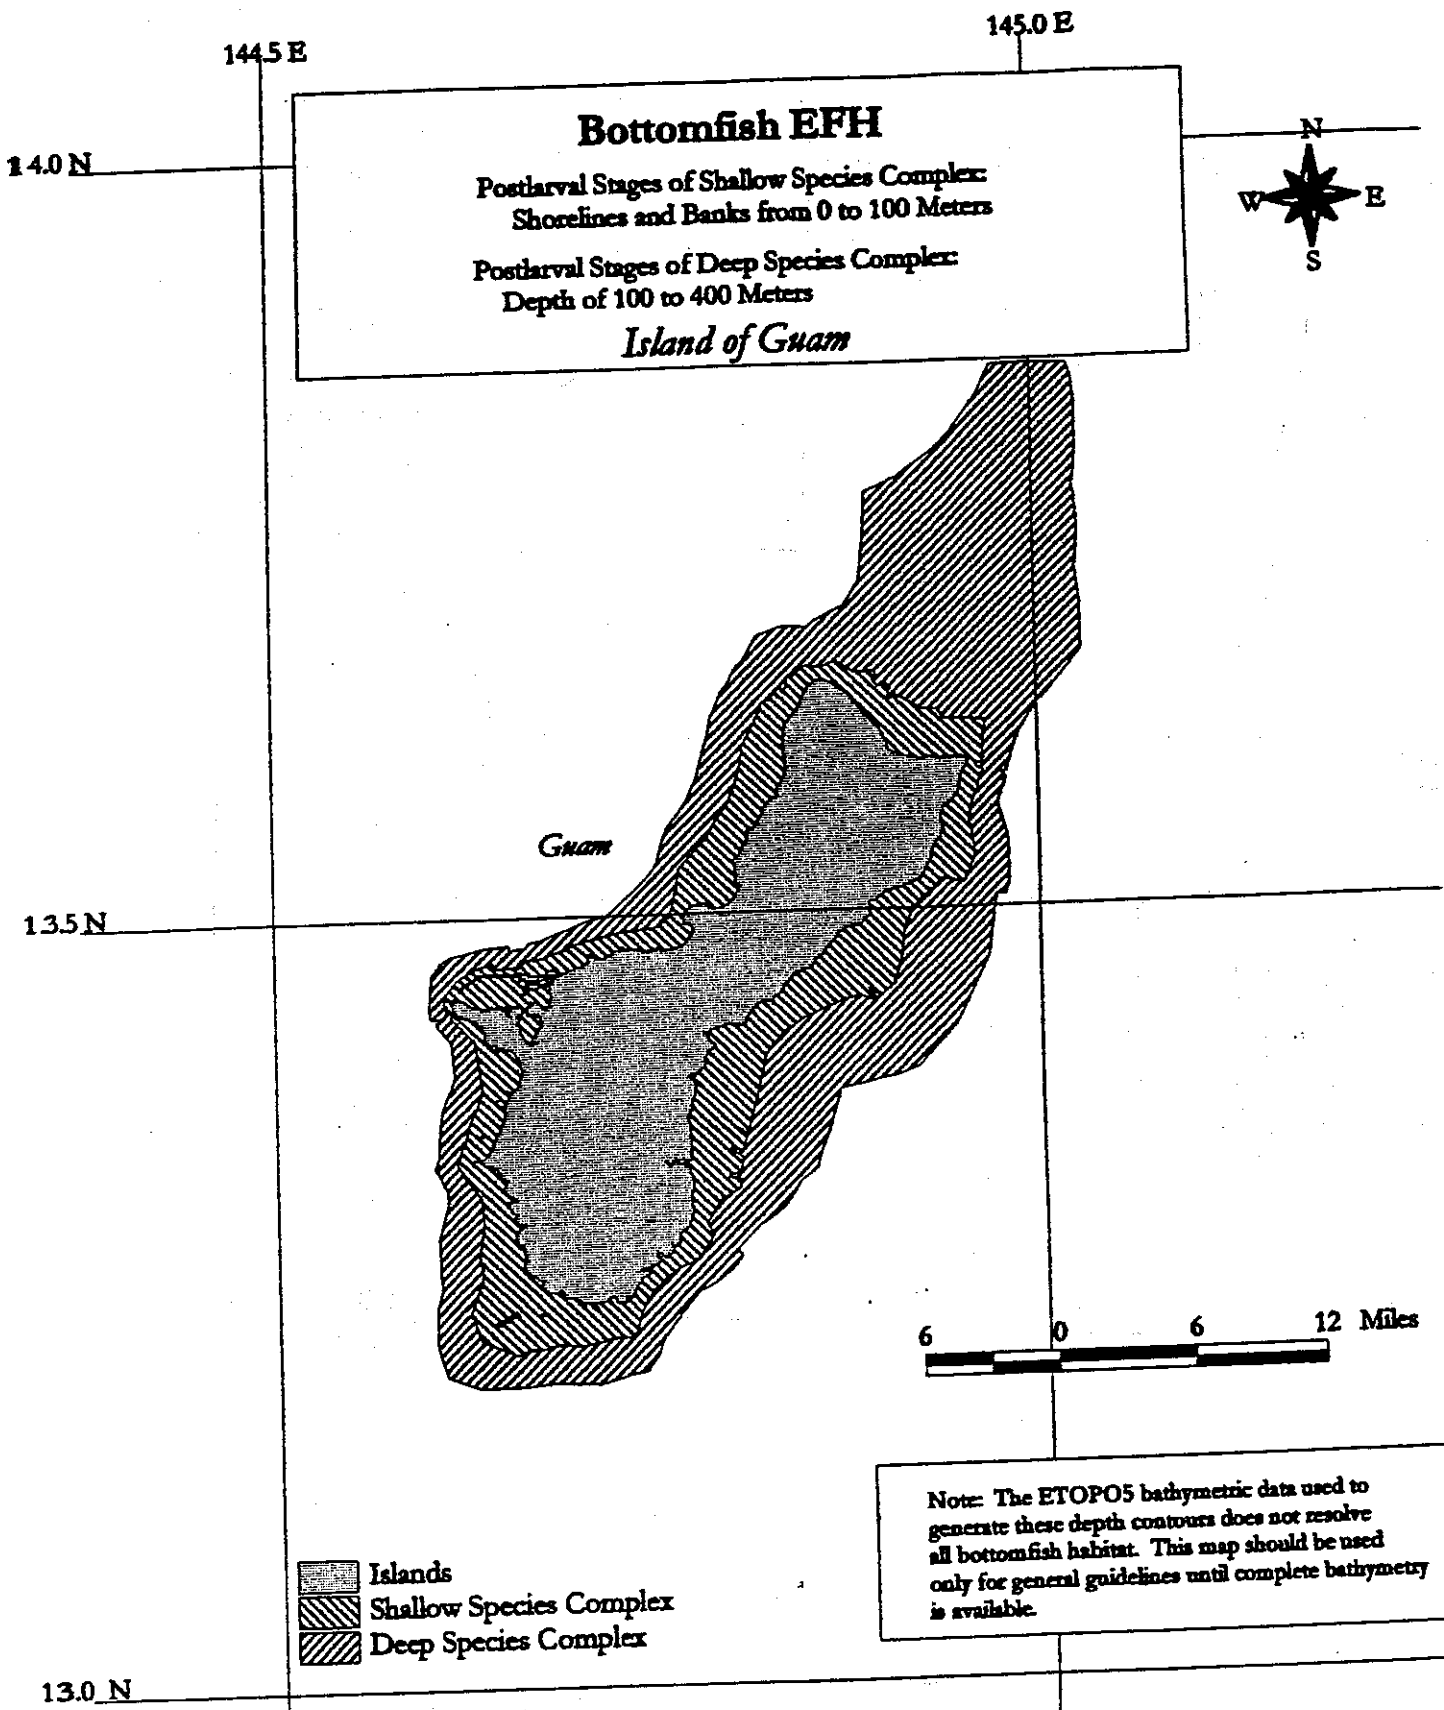 144.5 E
145.0 E
14.0 N
Bottomfish EFH
Postlarval Stages of Shallow Species Complex:
Shorelines and Banks from 0 to 100 Meters
Postlarval Stages of Deep Species Complex:
Depth of 100 to 400 Meters
Island of Guam
N
W
E
S
Guam
13.5 N
6 0 6 12 Miles
Note: The ETOPO5 bathymetric data used to
generate these depth contours does not resolve
all bottomfish habitat. This map should be used
only for general guidelines until complete bathymetry
is available.
Islands
Shallow Species Complex
Deep Species Complex
13.0 N